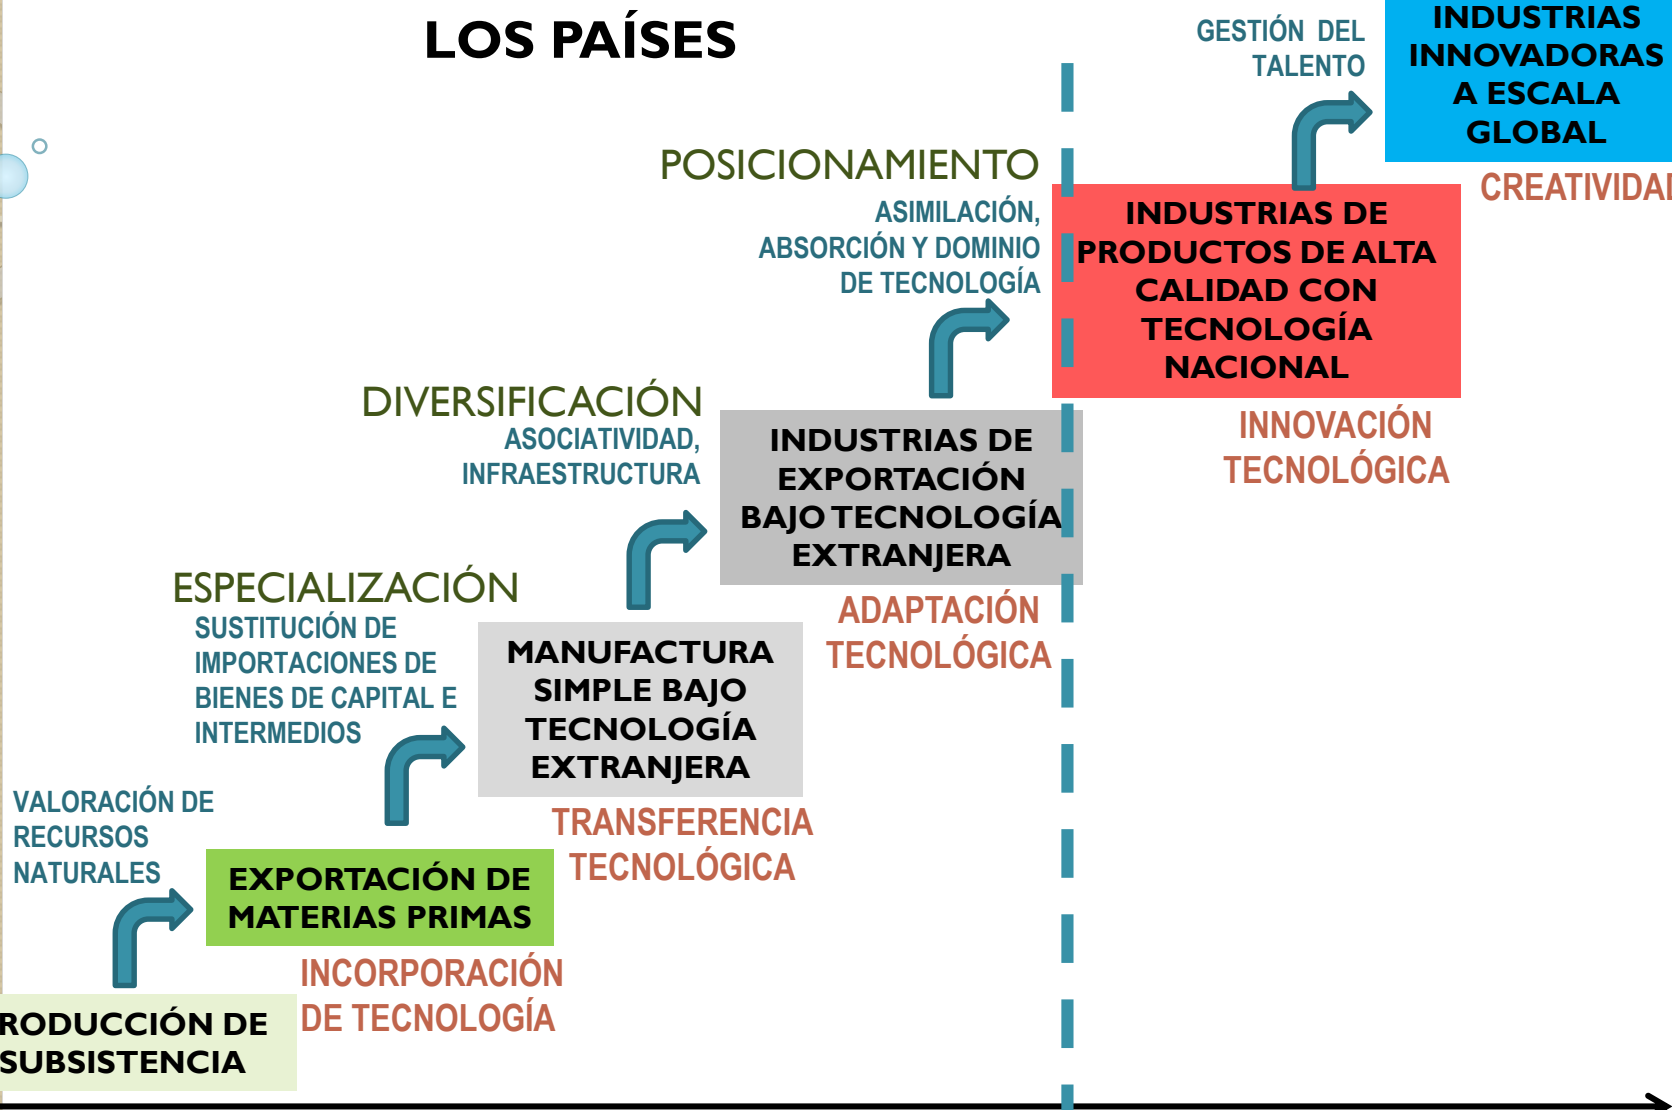 LOS PAÍSES
GESTIÓN DEL
TALENTO
INDUSTRIAS
INNOVADORAS
A ESCALA
GLOBAL
CREATIVIDAD
POSICIONAMIENTO
ASIMILACIÓN,
ABSORCIÓN Y DOMINIO
DE TECNOLOGÍA
INDUSTRIAS DE
PRODUCTOS DE ALTA
CALIDAD CON
TECNOLOGÍA
NACIONAL
INNOVACIÓN
TECNOLÓGICA
DIVERSIFICACIÓN
ASOCIATIVIDAD,
INFRAESTRUCTURA
INDUSTRIAS DE
EXPORTACIÓN
BAJO TECNOLOGÍA
EXTRANJERA
ADAPTACIÓN
TECNOLÓGICA
ESPECIALIZACIÓN
SUSTITUCIÓN DE
IMPORTACIONES DE
BIENES DE CAPITAL E
INTERMEDIOS
MANUFACTURA
SIMPLE BAJO
TECNOLOGÍA
EXTRANJERA
TRANSFERENCIA
TECNOLÓGICA
VALORACIÓN DE
RECURSOS
NATURALES
EXPORTACIÓN DE
MATERIAS PRIMAS
INCORPORACIÓN
DE TECNOLOGÍA
RODUCCIÓN DE
SUBSISTENCIA